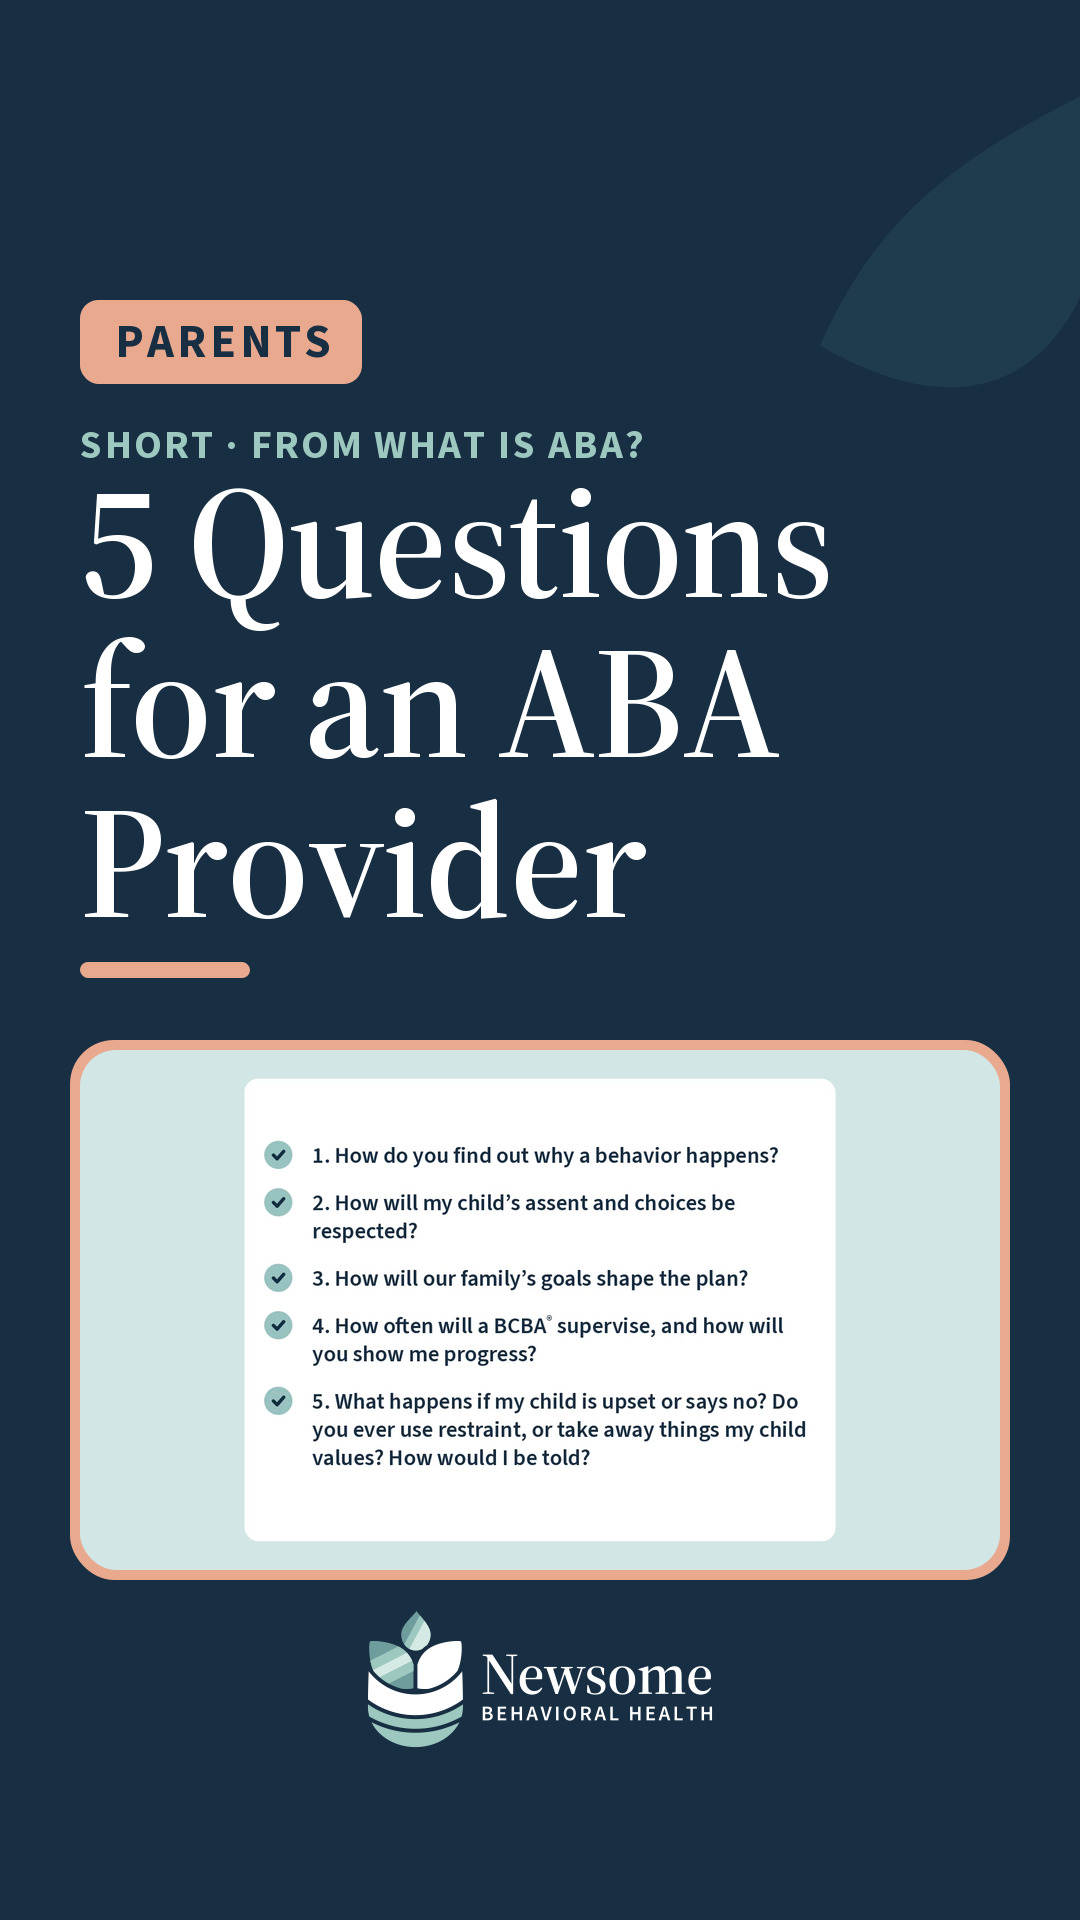 PARENTS
SHORT · FROM WHAT IS ABA?
5 Questions
for an ABA
Provider
1. How do you find out why a behavior happens?
2. How will my child’s assent and choices be
respected?
3. How will our family’s goals shape the plan?
4. How often will a BCBA® supervise, and how will
you show me progress?
5. What happens if my child is upset or says no? Do
you ever use restraint, or take away things my child
values? How would I be told?
Newsome
BEHAVIORAL HEALTH